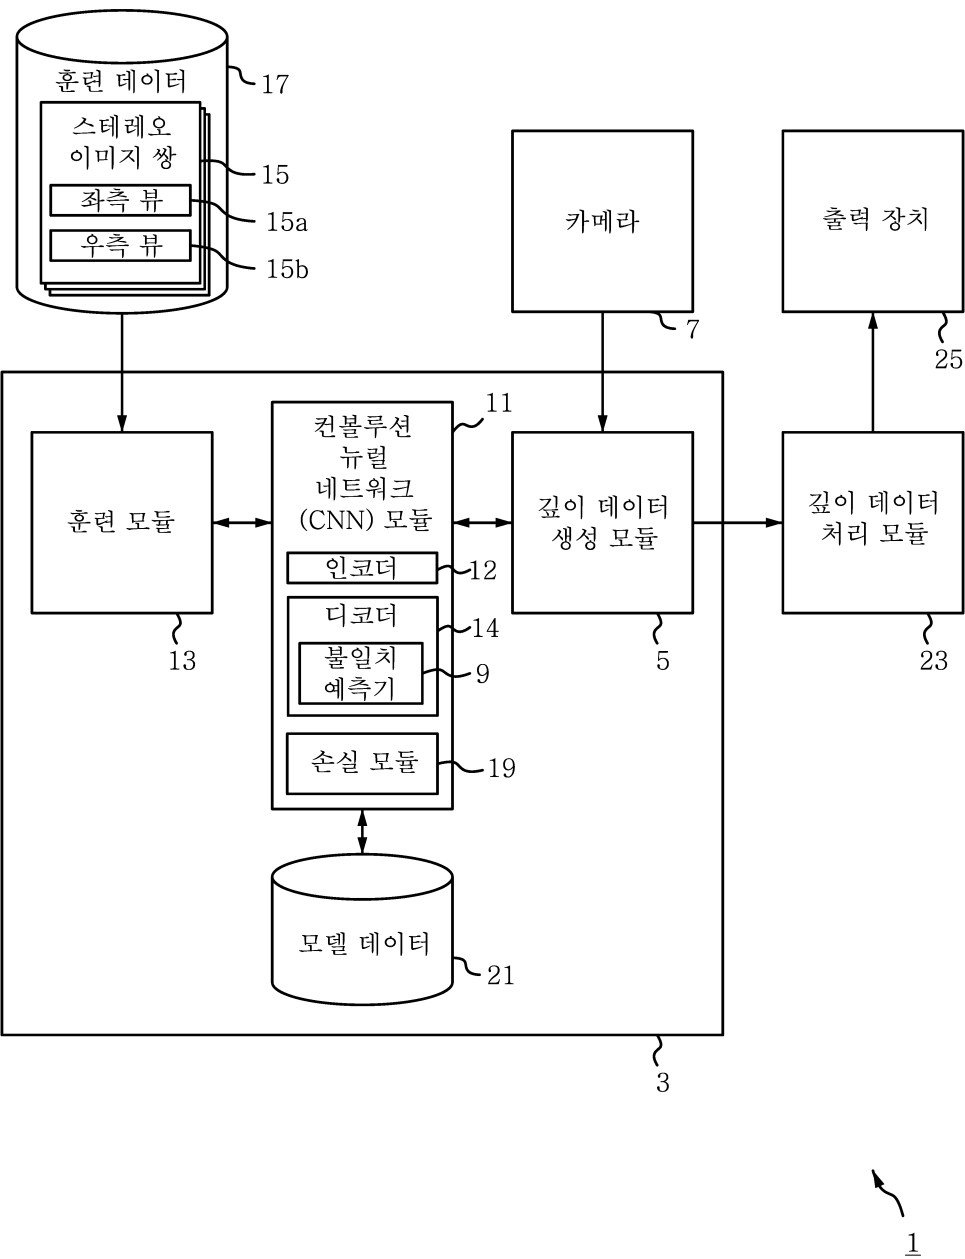 훈련 데이터
17
스테레오
이미지 쌍
15
좌측 뷰
15a
우측 뷰
15b
카메라
7
출력 장치
25
훈련 모듈
13
컨볼루션
뉴럴
네트워크
(CNN) 모듈
11
인코더
12
디코더
14
불일치
예측기
9
손실 모듈
19
깊이 데이터
생성 모듈
5
깊이 데이터
처리 모듈
23
모델 데이터
21
3
1